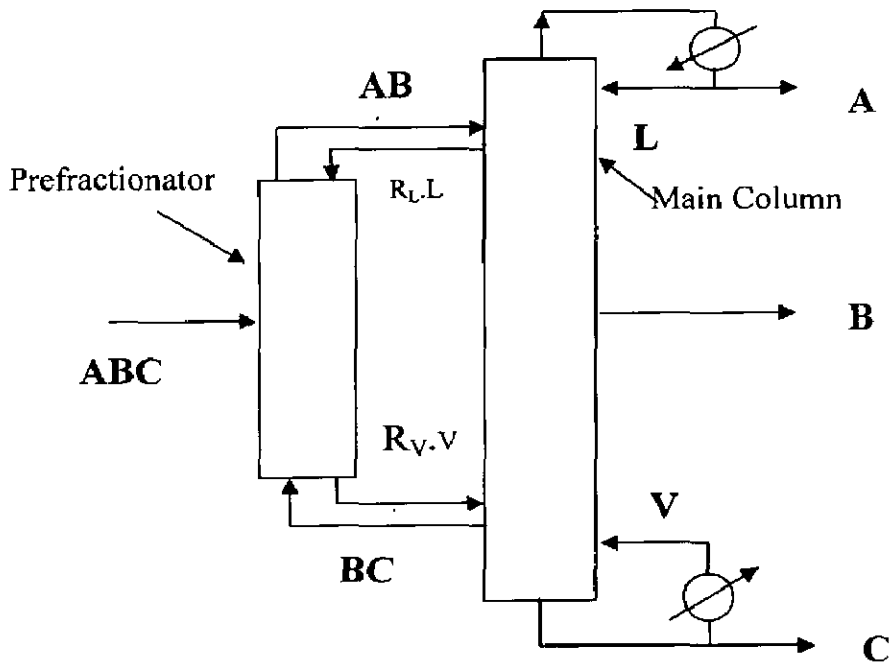 AB
A
L
Prefractionator
R_L.L
Main Column
B
ABC
R_V.V
V
BC
C